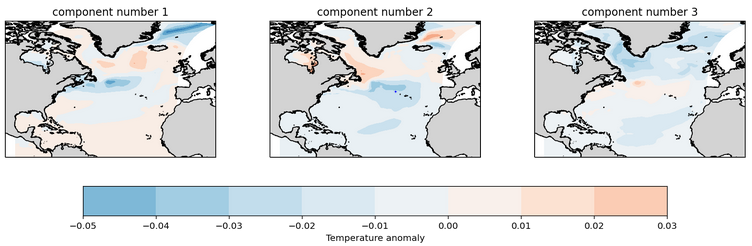 component number 1
component number 2
component number 3
−0.05
−0.04
−0.03
−0.02
−0.01
0.00
0.01
0.02
0.03
Temperature anomaly